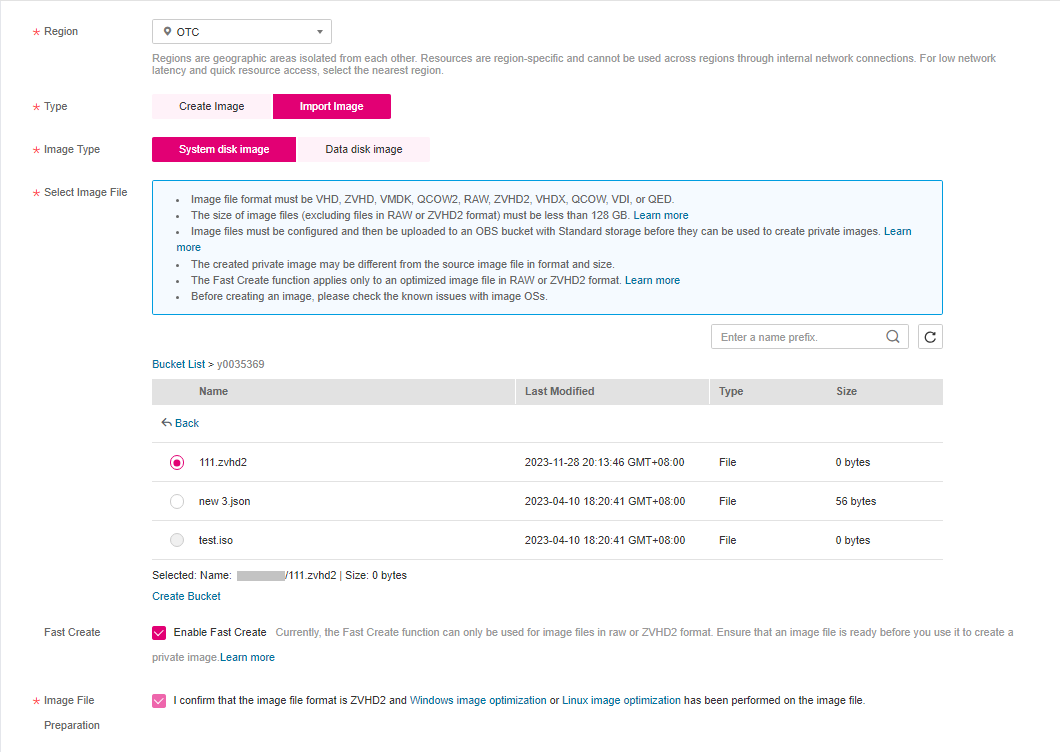 * Region
OTC
Regions are geographic areas isolated from each other. Resources are region-specific and cannot be used across regions through internal network connections. For low network
latency and quick resource access, select the nearest region.
* Type
Create Image
Import Image
* Image Type
System disk image
Data disk image
* Select Image File
• Image file format must be VHD, ZVHD, VMDK, QCOW2, RAW, ZVHD2, VHDX, QCOW, VDI, or QED.
• The size of image files (excluding files in RAW or ZVHD2 format) must be less than 128 GB. Learn more
• Image files must be configured and then be uploaded to an OBS bucket with Standard storage before they can be used to create private images. Learn
more
• The created private image may be different from the source image file in format and size.
• The Fast Create function applies only to an optimized image file in RAW or ZVHD2 format. Learn more
• Before creating an image, please check the known issues with image OSs.
Enter a name prefix.
Bucket List > y0035369
Name Last Modified Type Size
Back
111.zvhd2 2023-11-28 20:13:46 GMT+08:00 File 0 bytes
new 3.json 2023-04-10 18:20:41 GMT+08:00 File 56 bytes
test.iso 2023-04-10 18:20:41 GMT+08:00 File 0 bytes
Selected: Name: /111.zvhd2 | Size: 0 bytes
Create Bucket
Fast Create
Enable Fast Create Currently, the Fast Create function can only be used for image files in raw or ZVHD2 format. Ensure that an image file is ready before you use it to create a
private image.Learn more
* Image File
Preparation
I confirm that the image file format is ZVHD2 and Windows image optimization or Linux image optimization has been performed on the image file.